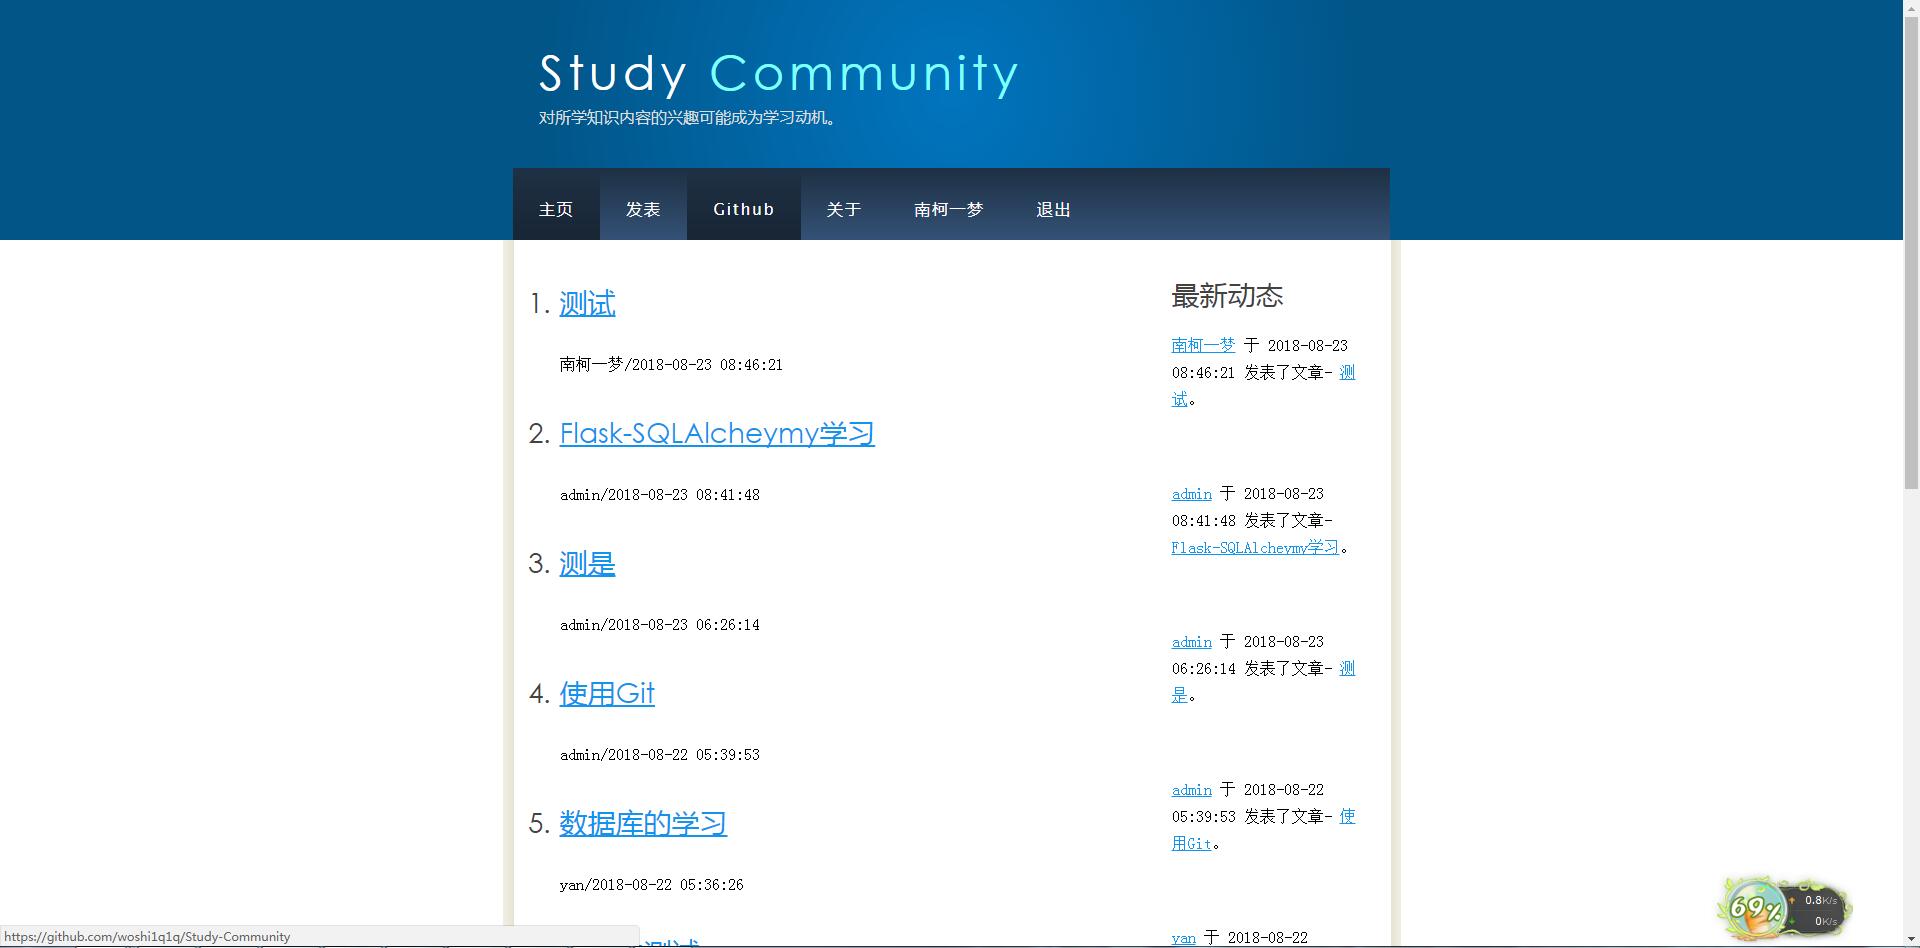 Study Community
对所学知识内容的兴趣可能成为学习动机。
主页 发表 Github 关于 南柯一梦 退出
1. 测试
南柯一梦/2018-08-23 08:46:21
2. Flask-SQLAlcheymy学习
admin/2018-08-23 08:41:48
3. 测是
admin/2018-08-23 06:26:14
4. 使用Git
admin/2018-08-22 05:39:53
5. 数据库的学习
yan/2018-08-22 05:36:26
测试
最新动态
南柯一梦 于 2018-08-23
08:46:21 发表了文章- 测
试。
admin 于 2018-08-23
08:41:48 发表了文章-
Flask-SQLAlcheymy学习。
admin 于 2018-08-23
06:26:14 发表了文章- 测
是。
admin 于 2018-08-22
05:39:53 发表了文章- 使
用Git。
yan 于 2018-08-22
69%
0.8K/s
0K/s
https://github.com/woshi1q1q/Study-Community